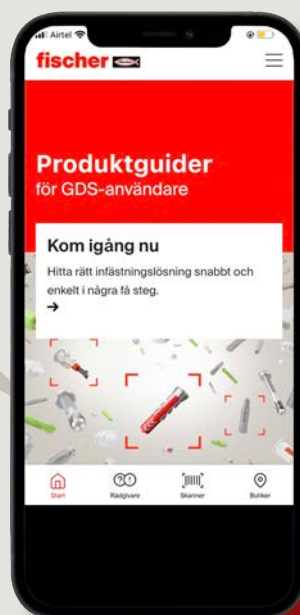 Airtel
fischer
Produktguider
för GDS-användare
Kom igång nu
Hitta rätt infästningslösning snabbt och
enkelt i några få steg.
→
Start Rådgivare Skanner Butiker